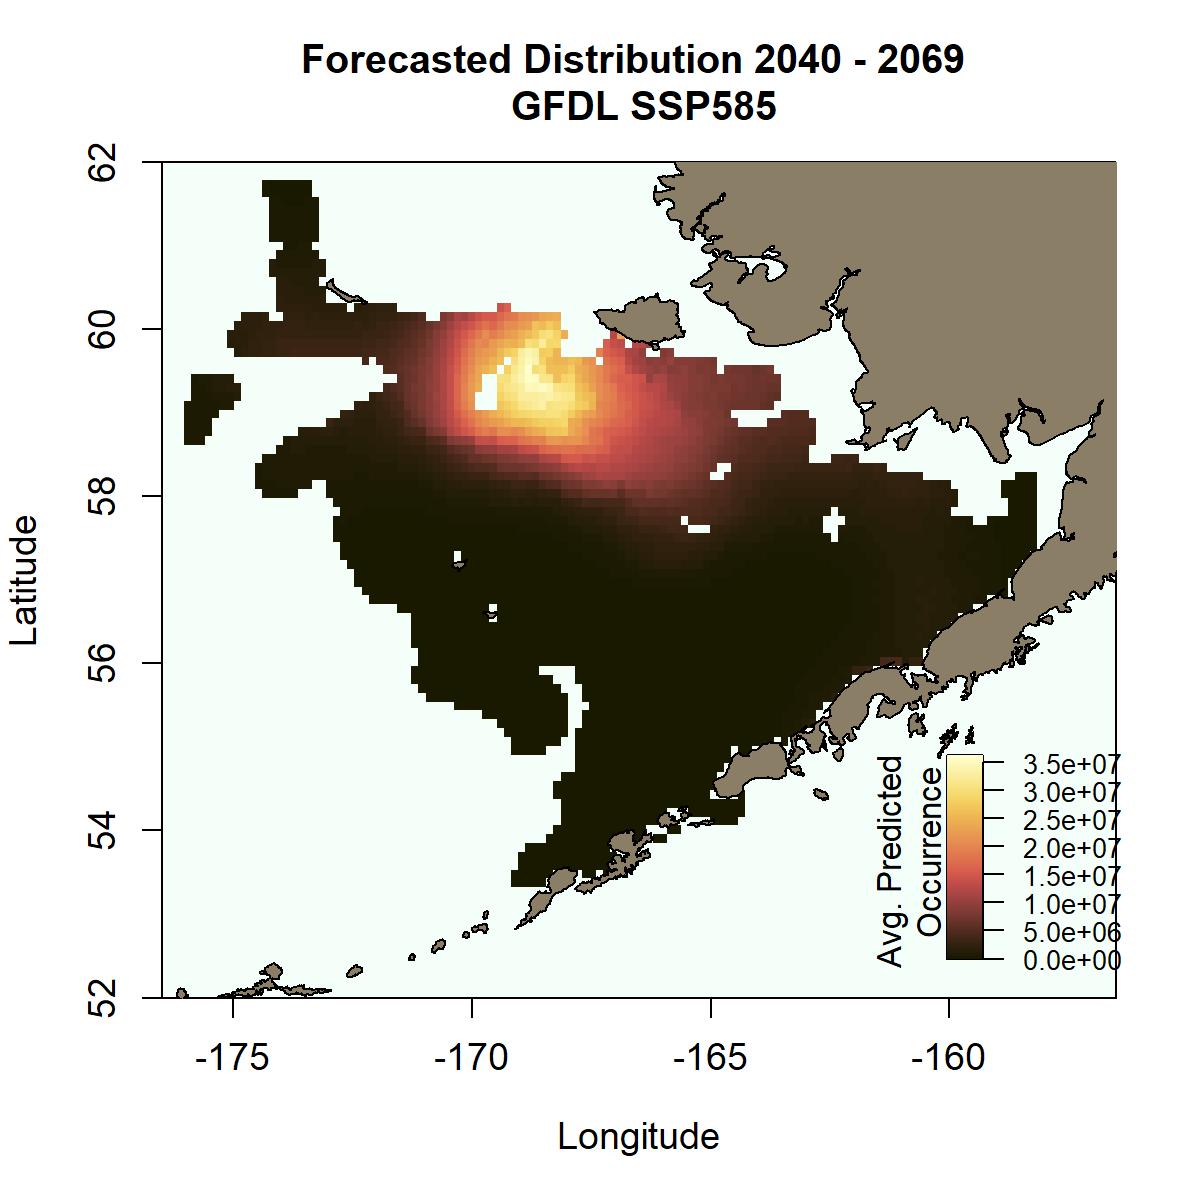 Forecasted Distribution 2040 - 2069
GFDL SSP585
62
60
58
56
54
52
Latitude
-175
-170
-165
-160
Longitude
Avg. Predicted
Occurrence
3.5e+07
3.0e+07
2.5e+07
2.0e+07
1.5e+07
1.0e+07
5.0e+06
0.0e+00